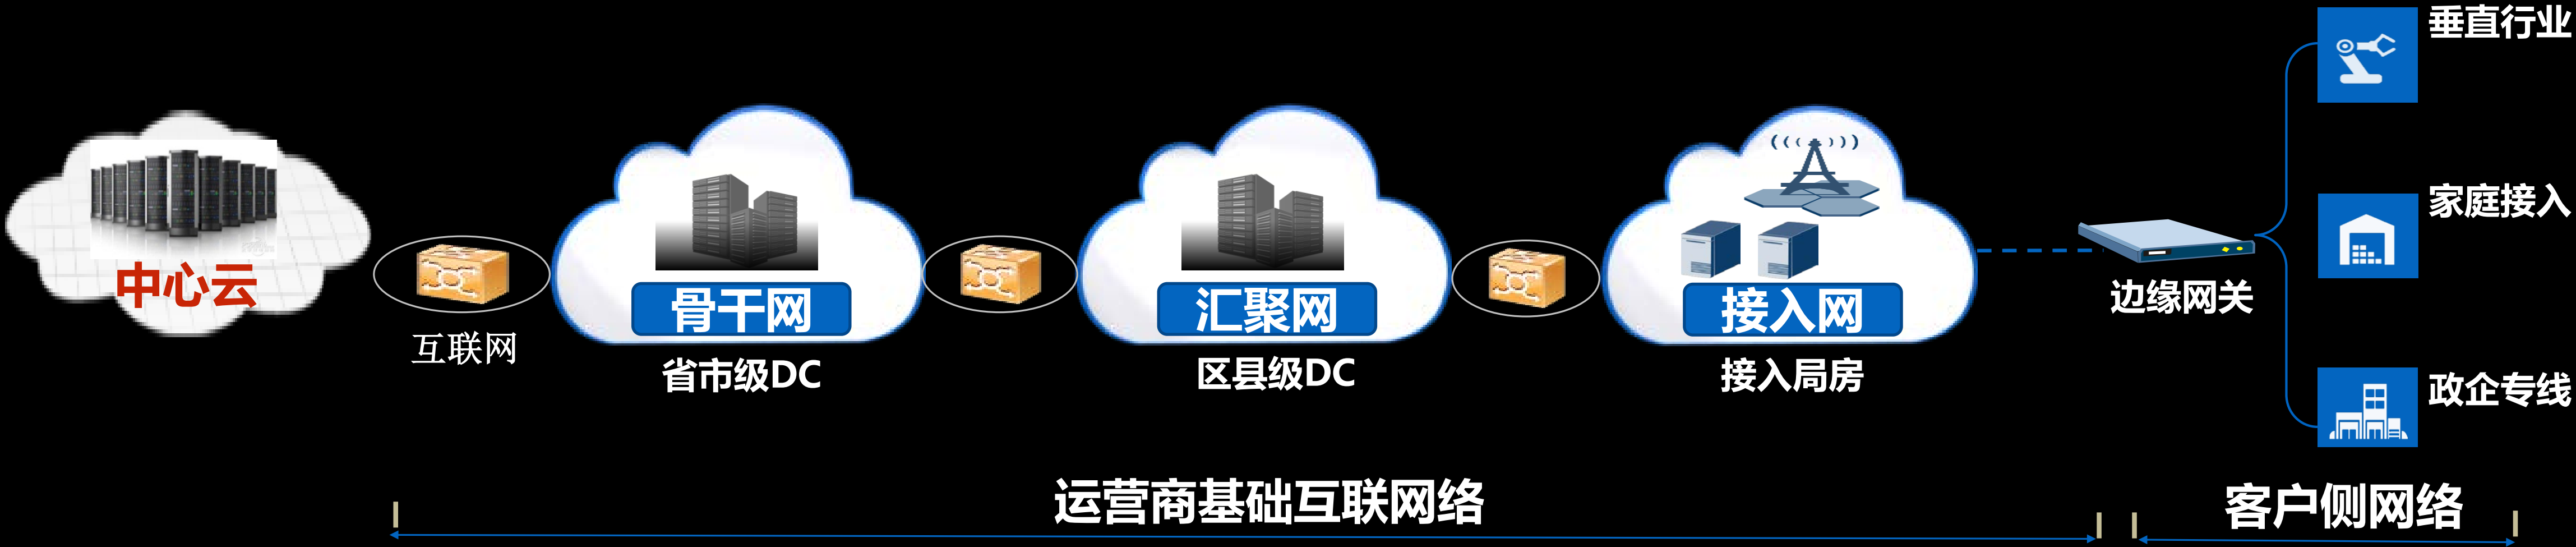 中心云
互联网
骨干网
省市级DC
汇聚网
区县级DC
接入网
接入局房
边缘网关
垂直行业
家庭接入
政企专线
运营商基础互联网络
客户侧网络